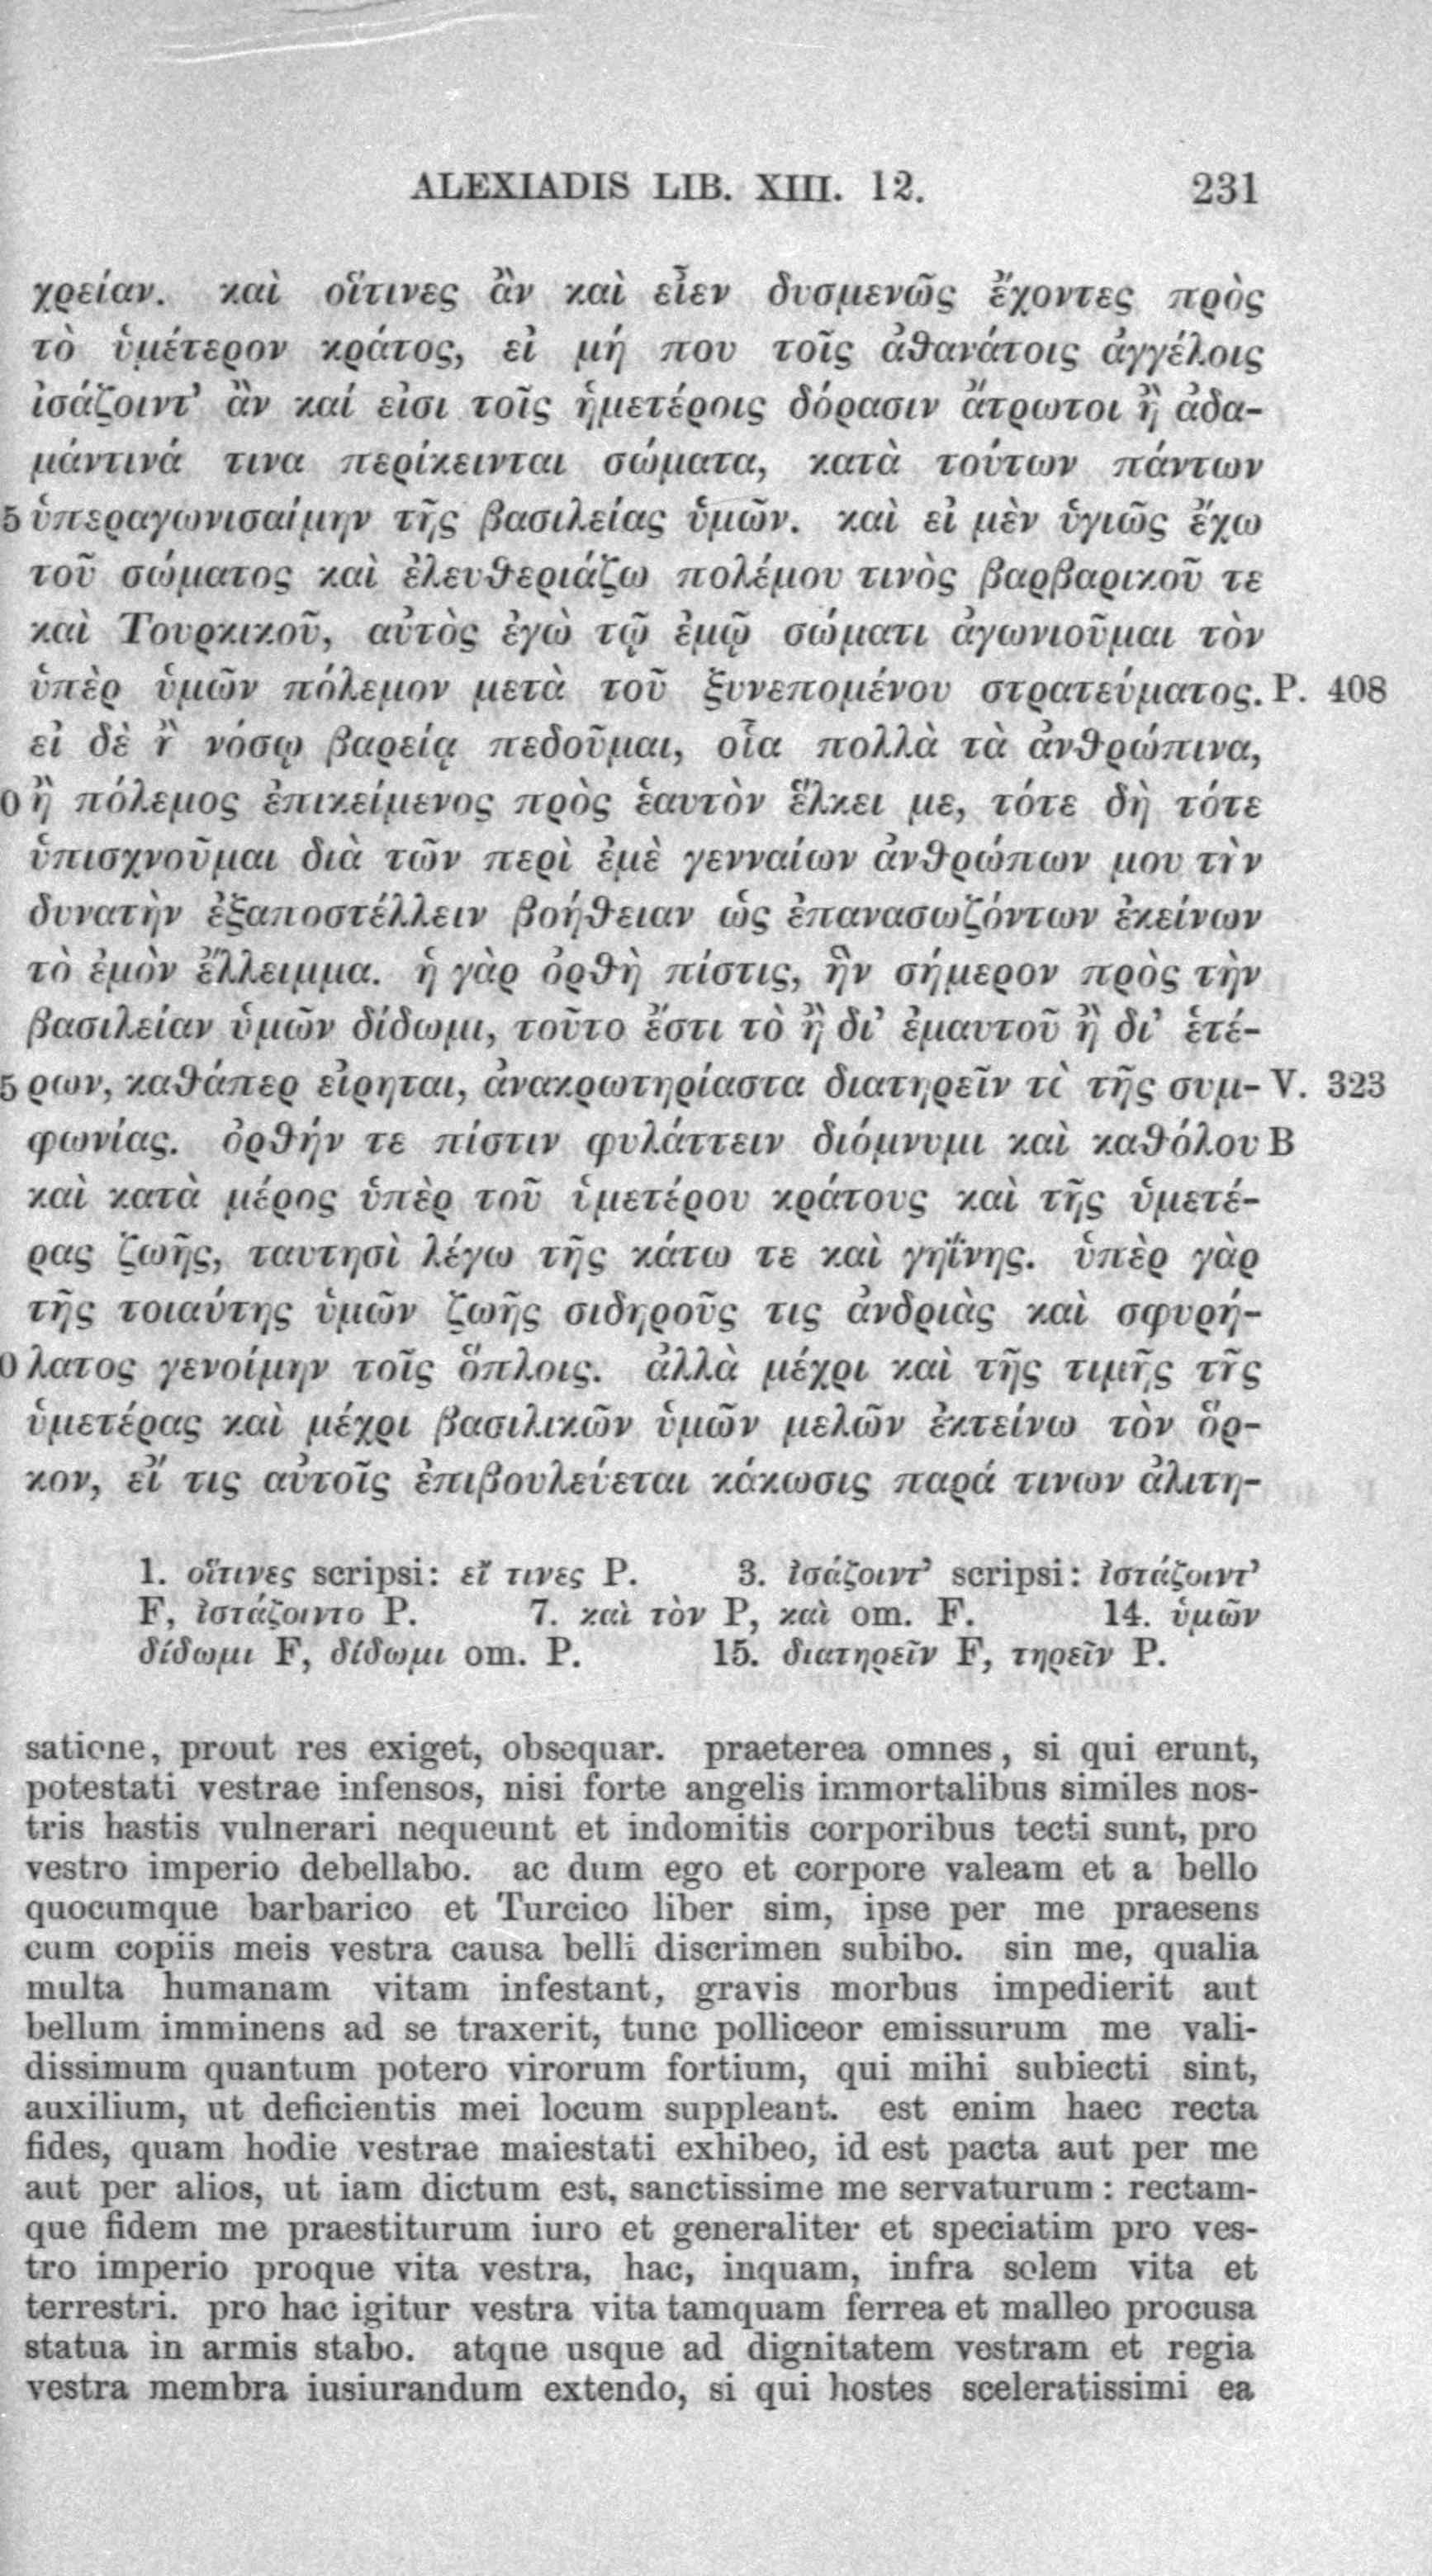 ALEXIADIS LIB. XIII. 12. 231
χρείαν. καὶ οἵτινες ἂν καὶ εἶεν δυσμενῶς ἔχοντες πρὸς
τὸ ὑμέτερον κράτος, εἰ μή που τοῖς ἀθανάτοις ἀγγέλοις
ἰσάζοιντ’ ἂν καί εἰσι τοῖς ἡμετέροις δόρασιν ἄτρωτοι ἢ ἀδα-
μάντινά τινα περίκεινται σώματα, κατὰ τούτων πάντων
5 ὑπεραγωνισαίμην τῆς βασιλείας ὑμῶν. καὶ εἰ μὲν ὑγιῶς ἔχω
τοῦ σώματος καὶ ἐλευθεριάζω πολέμου τινὸς βαρβαρικοῦ τε
καὶ Τουρκικοῦ, αὐτὸς ἐγὼ τῷ ἐμῷ σώματι ἀγωνιοῦμαι τὸν
ὑπὲρ ὑμῶν πόλεμον μετὰ τοῦ ξυνεπομένου στρατεύματος. P. 408
εἰ δὲ ἢ νόσῳ βαρείᾳ πεδοῦμαι, οἷα πολλὰ τὰ ἀνθρώπινα,
0 ἢ πόλεμος ἐπικείμενος πρὸς ἑαυτὸν ἕλκει με, τότε δὴ τότε
ὑπισχνοῦμαι διὰ τῶν περὶ ἐμὲ γενναίων ἀνθρώπων μου τὴν
δυνατὴν ἐξαποστέλλειν βοήθειαν ὡς ἐπανασωζόντων ἐκείνων
τὸ ἐμὸν ἔλλειμμα. ἡ γὰρ ὀρθὴ πίστις, ἣν σήμερον πρὸς τὴν
βασιλείαν ὑμῶν δίδωμι, τοῦτο ἔστι τὸ ἢ δι’ ἐμαυτοῦ ἢ δι’ ἑτέ-
5 ρων, καθάπερ εἰρηται, ἀνακρωτηρίαστα διατηρεῖν τὰ τῆς συμ- V. 323
φωνίας. ὀρθήν τε πίστιν φυλάττειν διόμνυμι καὶ καθόλου B
καὶ κατὰ μέρος ὑπὲρ τοῦ ὑμετέρου κράτους καὶ τῆς ὑμετέ-
ρας ζωῆς, ταυτησὶ λέγω τῆς κάτω τε καὶ γηΐνης. ὑπὲρ γὰρ
τῆς τοιαύτης ὑμῶν ζωῆς σιδηροῦς τις ἀνδριὰς καὶ σφυρή-
0 λατος γενοίμην τοῖς ὅπλοις. ἀλλὰ μέχρι καὶ τῆς τιμῆς τῆς
ὑμετέρας καὶ μέχρι βασιλικῶν ὑμῶν μελῶν ἐκτείνω τὸν ὅρ-
κον, εἴ τις αὐτοῖς ἐπιβουλεύεται κάκωσις παρά τινων ἀλιτη-
1. οἵτινες scripsi: εἴ τινες P. 3. ἰσάζοιντ’ scripsi: ἱστάζοιντ’
F, ἱστάζοιντο P. 7. καὶ τὸν P, καὶ om. F. 14. ὑμῶν
δίδωμι F, δίδωμι om. P. 15. διατηρεῖν F, τηρεῖν P.
satione, prout res exiget, obsequar. praeterea omnes, si qui erunt,
potestati vestrae infensos, nisi forte angelis immortalibus similes nos-
tris hastis vulnerari nequeunt et indomitis corporibus tecti sunt, pro
vestro imperio debellabo. ac dum ego et corpore valeam et a bello
quocumque barbarico et Turcico liber sim, ipse per me praesens
cum copiis meis vestra causa belli discrimen subibo. sin me, qualia
multa humanam vitam infestant, gravis morbus impedierit aut
bellum imminens ad se traxerit, tunc polliceor emissurum me vali-
dissimum quantum potero virorum fortium, qui mihi subiecti sint,
auxilium, ut deficientis mei locum suppleant. est enim haec recta
fides, quam hodie vestrae maiestati exhibeo, id est pacta aut per me
aut per alios, ut iam dictum est, sanctissime me servaturum: rectam-
que fidem me praestiturum iuro et generaliter et speciatim pro ves-
tro imperio proque vita vestra, hac, inquam, infra solem vita et
terrestri. pro hac igitur vestra vita tamquam ferrea et malleo procusa
statua in armis stabo. atque usque ad dignitatem vestram et regia
vestra membra iusiurandum extendo, si qui hostes sceleratissimi ea